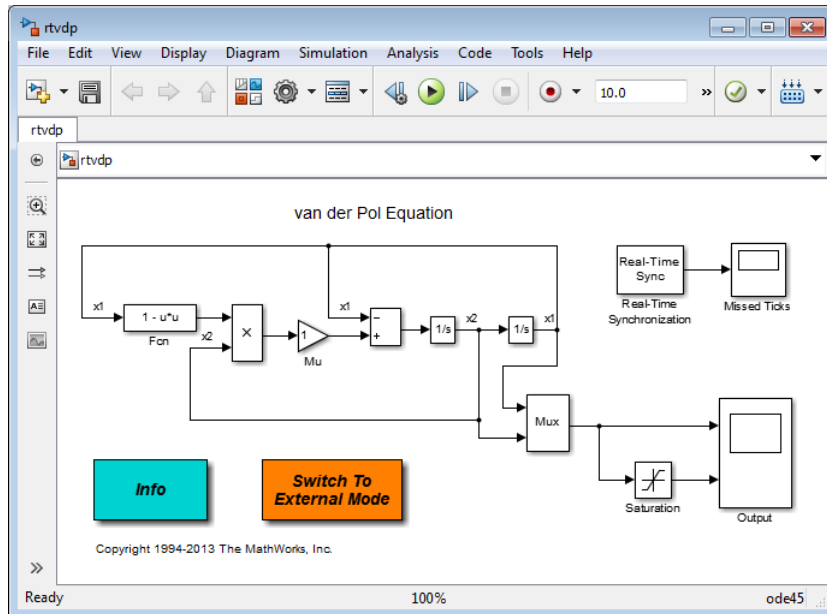 rtvdp
File Edit View Display Diagram Simulation Analysis Code Tools Help
10.0 »
rtvdp
rtvdp
van der Pol Equation
x1
1 - u*u
Fcn
x2
×
1
Mu
x1
−
+
1/s
x2
1/s
x1
Real-Time
Sync
Real-Time
Synchronization
Missed Ticks
Mux
Saturation
Output
Info
Switch To
External Mode
Copyright 1994-2013 The MathWorks, Inc.
»
Ready 100% ode45